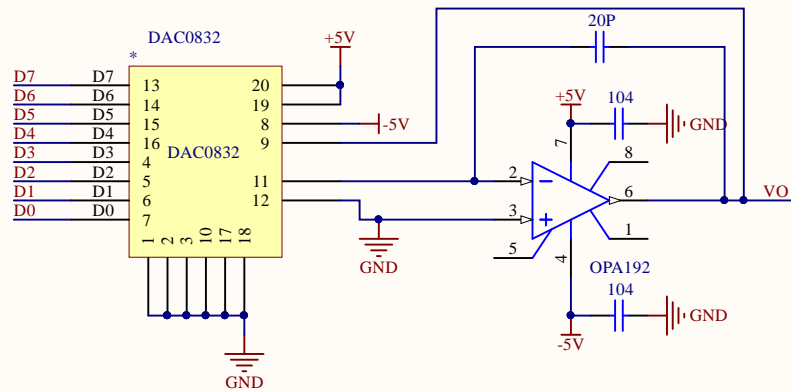 DAC0832
*
+5V
20P
D7 D7 13 20
D6 D6 14 19
D5 D5 15 8 -5V
D4 D4 16 9
D3 D3 4
DAC0832
D2 D2 5 11
D1 D1 6 12
D0 D0 7
1 2 3 10 17 18
GND
GND
+5V 104
GND
7 8
2 6 VO
3 1
5 4
OPA192
104
GND
-5V